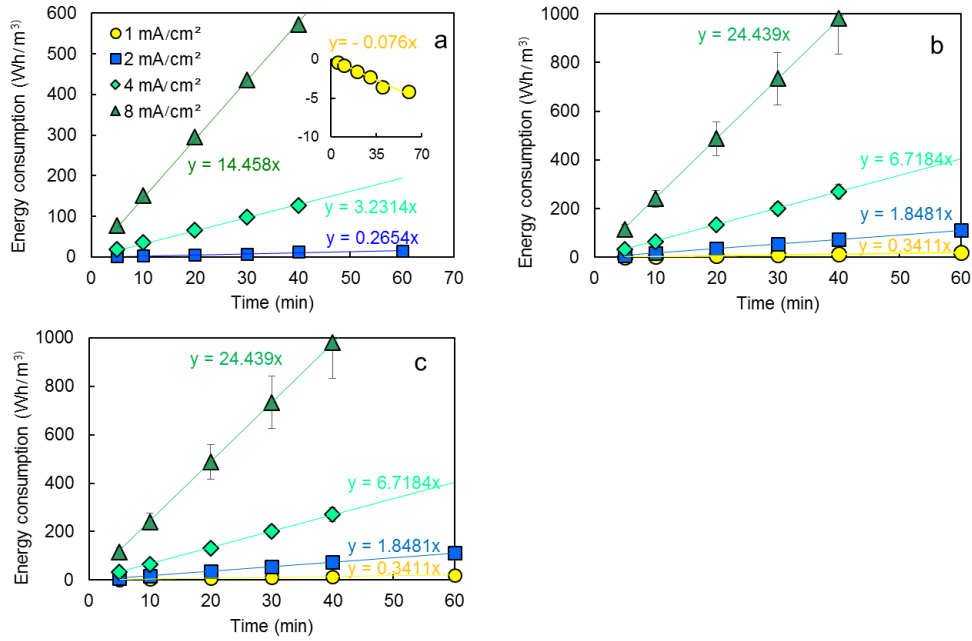 600
500
400
300
200
100
0
Energy consumption (Wh/m³)
1 mA/cm²
2 mA/cm²
4 mA/cm²
8 mA/cm²
a
y= - 0.076x
0
-5
-10
0 35 70
y = 14.458x
y = 3.2314x
y = 0.2654x
0 10 20 30 40 50 60 70
Time (min)
1000
800
600
400
200
0
Energy consumption (Wh/m³)
b
y = 24.439x
y = 6.7184x
y = 1.8481x
y = 0.3411x
0 10 20 30 40 50 60
Time (min)
1000
800
600
400
200
0
Energy consumption (Wh/m³)
c
y = 24.439x
y = 6.7184x
y = 1.8481x
y = 0.3411x
0 10 20 30 40 50 60
Time (min)